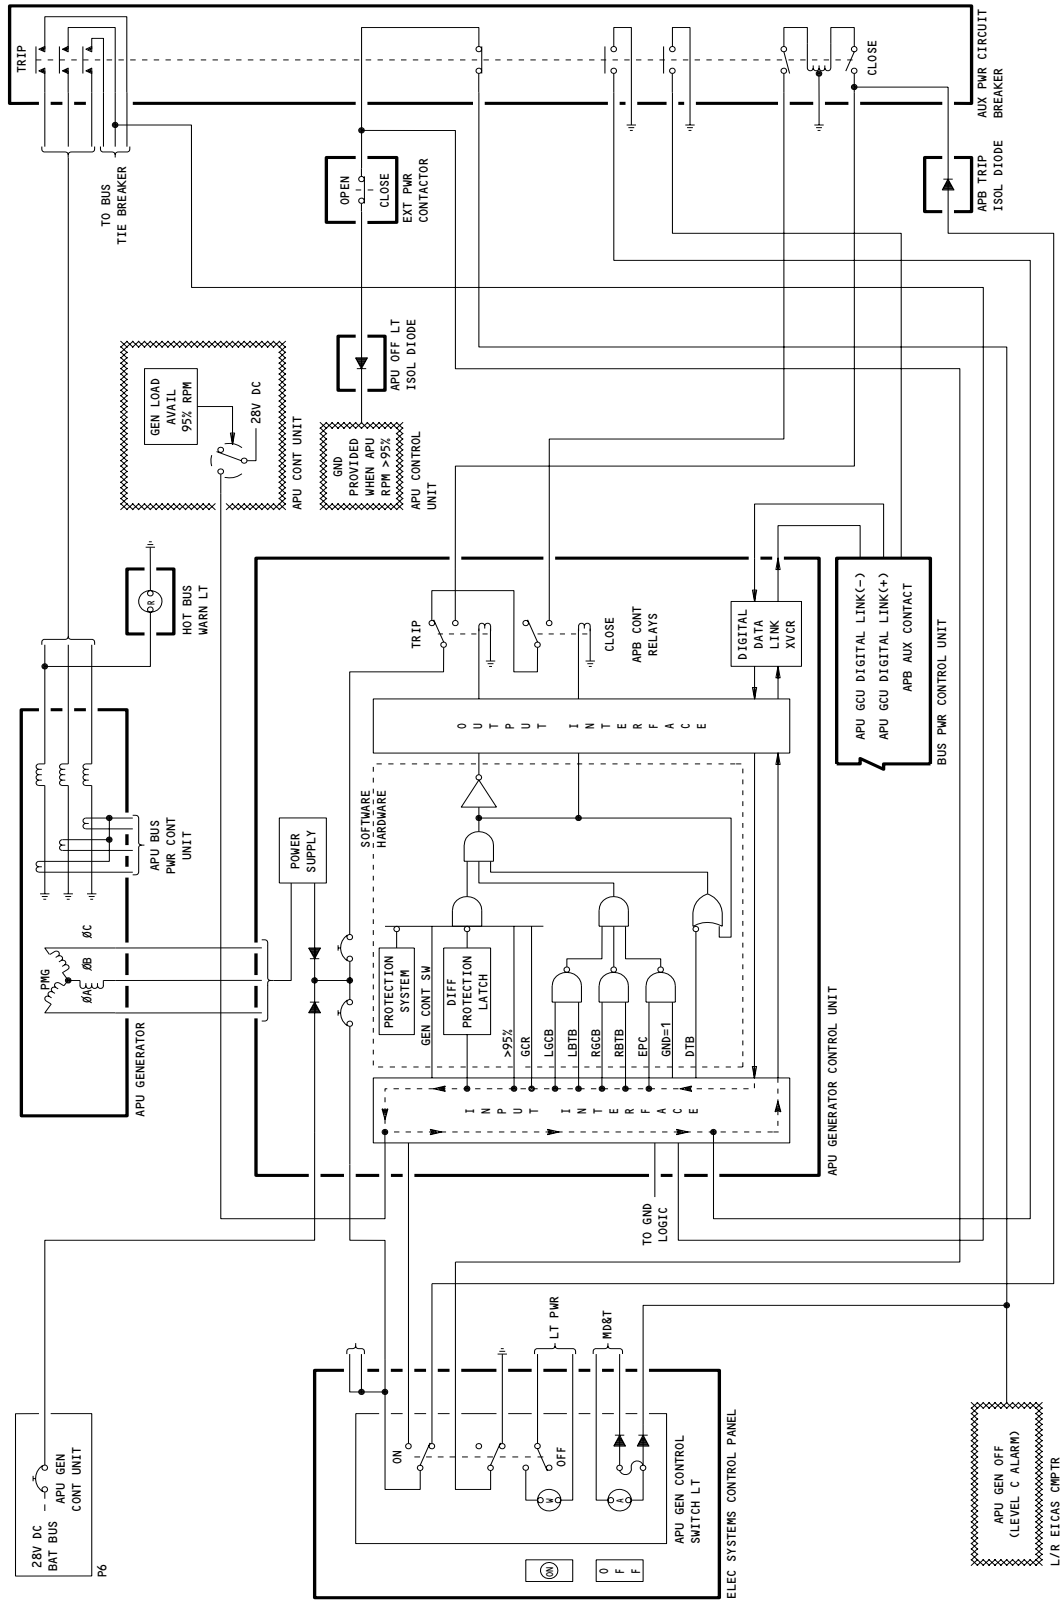 TRIP
CLOSE
AUX PWR CIRCUIT
BREAKER
TO BUS
TIE BREAKER
OPEN
CLOSE
EXT PWR
CONTACTOR
APB TRIP
ISOL DIODE
APU OFF LT
ISOL DIODE
GEN LOAD
AVAIL
95% RPM
28V DC
APU CONT UNIT
GND
PROVIDED
WHEN APU
RPM >95%
APU CONTROL
UNIT
R
HOT BUS
WARN LT
TRIP
CLOSE
APB CONT
RELAYS
DIGITAL
DATA
LINK
XVCR
APU GCU DIGITAL LINK(-)
APU GCU DIGITAL LINK(+)
APB AUX CONTACT
BUS PWR CONTROL UNIT
OUTPUT INTERFACE
APU BUS
PWR CONT
UNIT
PMG
ØA
ØB
ØC
APU GENERATOR
POWER
SUPPLY
SOFTWARE
HARDWARE
PROTECTION
SYSTEM
GEN CONT SW
DIFF
PROTECTION
LATCH
>95%
GCR
LGCB
LBTB
RGCB
RBTB
EPC
GND=1
DTB
INPUT INTERFACE
APU GENERATOR CONTROL UNIT
TO GND
LOGIC
LT PWR
MD&T
28V DC
BAT BUS
APU GEN
CONT UNIT
P6
ON
OFF
W
A
APU GEN CONTROL
SWITCH LT
ON
OFF
ELEC SYSTEMS CONTROL PANEL
APU GEN OFF
(LEVEL C ALARM)
L/R EICAS CMPTR